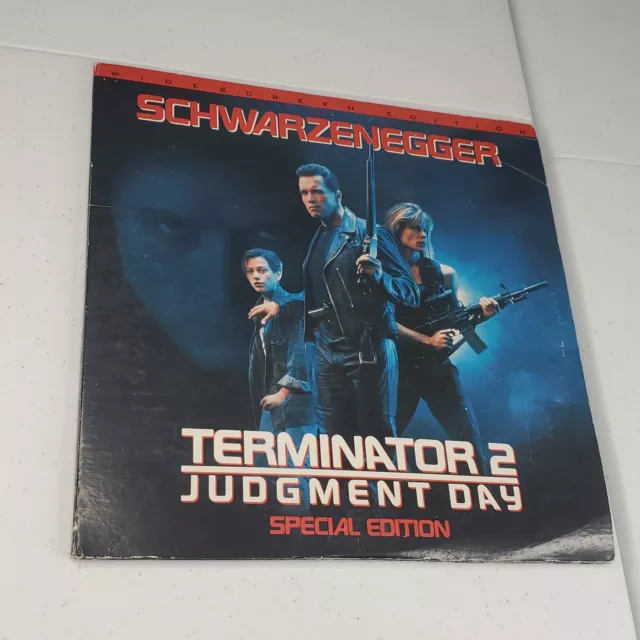 WIDESCREEN EDITION
SCHWARZENEGGER
TERMINATOR 2
JUDGMENT DAY
SPECIAL EDITION